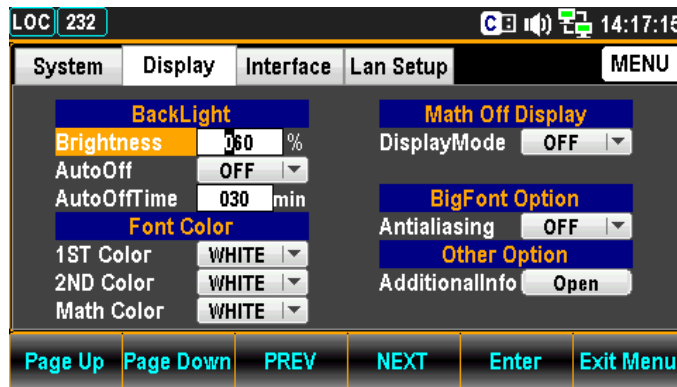 LOC 232 C 14:17:15
System Display Interface Lan Setup MENU
BackLight
Brightness 060 %
AutoOff OFF
AutoOffTime 030 min
Font Color
1ST Color WHITE
2ND Color WHITE
Math Color WHITE
Math Off Display
DisplayMode OFF
BigFont Option
Antialiasing OFF
Other Option
AdditionalInfo Open
Page Up Page Down PREV NEXT Enter Exit Menu